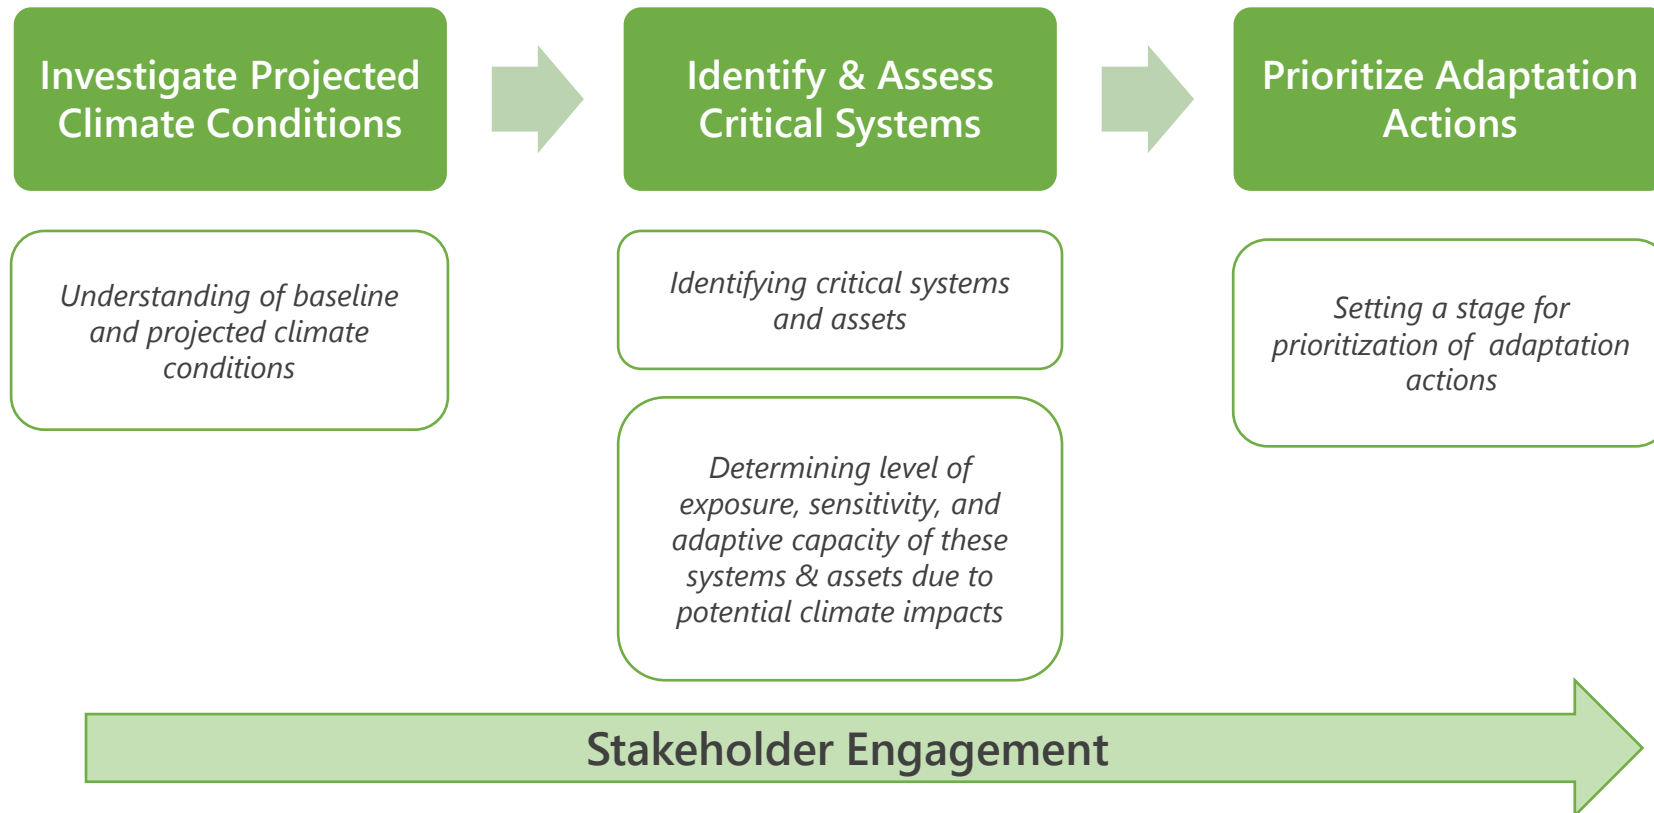 Investigate Projected
Climate Conditions
Identify & Assess
Critical Systems
Prioritize Adaptation
Actions
Understanding of baseline
and projected climate
conditions
Identifying critical systems
and assets
Determining level of
exposure, sensitivity, and
adaptive capacity of these
systems & assets due to
potential climate impacts
Setting a stage for
prioritization of  adaptation
actions
Stakeholder Engagement